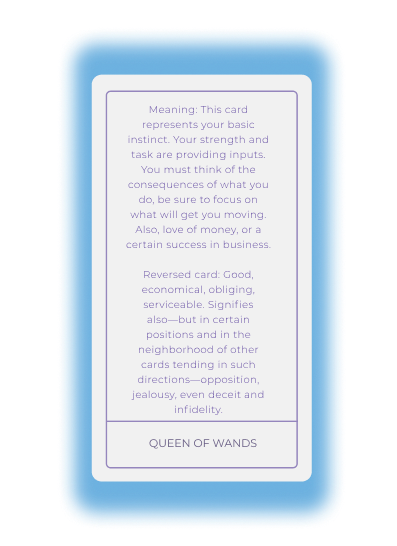 Meaning: This card
represents your basic
instinct. Your strength and
task are providing inputs.
You must think of the
consequences of what you
do, be sure to focus on
what will get you moving.
Also, love of money, or a
certain success in business.
Reversed card: Good,
economical, obliging,
serviceable. Signifies
also—but in certain
positions and in the
neighborhood of other
cards tending in such
directions—opposition,
jealousy, even deceit and
infidelity.
QUEEN OF WANDS